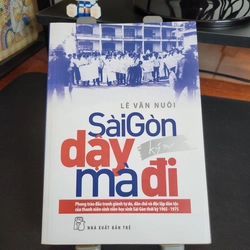 LÊ VĂN NUÔI
SÀI GÒN
dậy
mà đi
ký
Phong trào đấu tranh giành tự do, dân chủ và độc lập dân tộc
của thanh niên sinh viên học sinh Sài Gòn thời kỳ 1965 - 1975
NHÀ XUẤT BẢN TRẺ